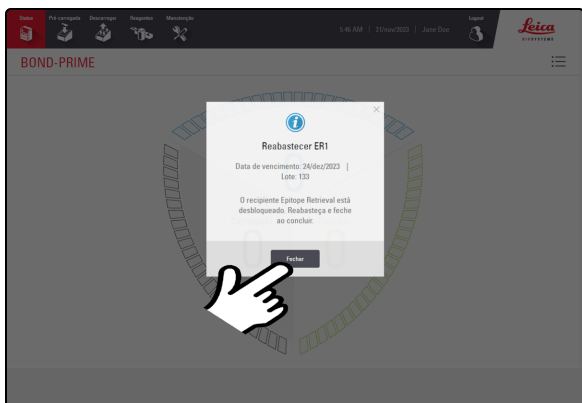 Status Pré-carregada Descarregar Reagentes Manutenção Logout
5:46 AM | 21/nov/2023 | Jane Doe
Leica
BIOSYSTEMS
BOND-PRIME
Reabastecer ER1
Data de vencimento: 24/dez/2023 |
Lote: 133
O recipiente Epitope Retrieval está
desbloqueado. Reabasteça e feche
ao concluir.
Fechar